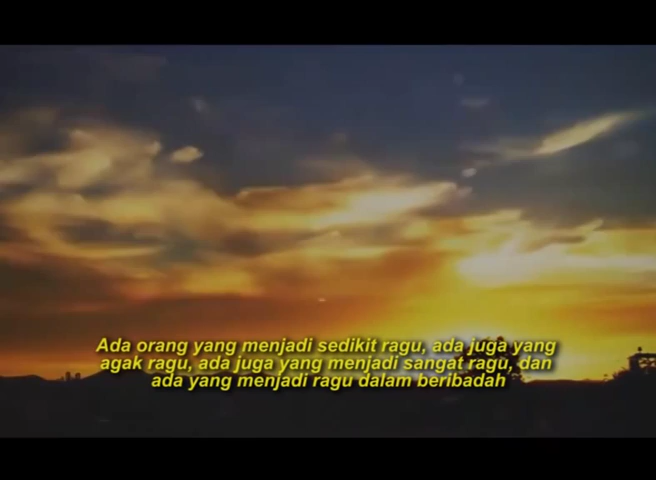 Ada orang yang menjadi sedikit ragu, ada juga yang
agak ragu, ada juga yang menjadi sangat ragu, dan
ada yang menjadi ragu dalam beribadah